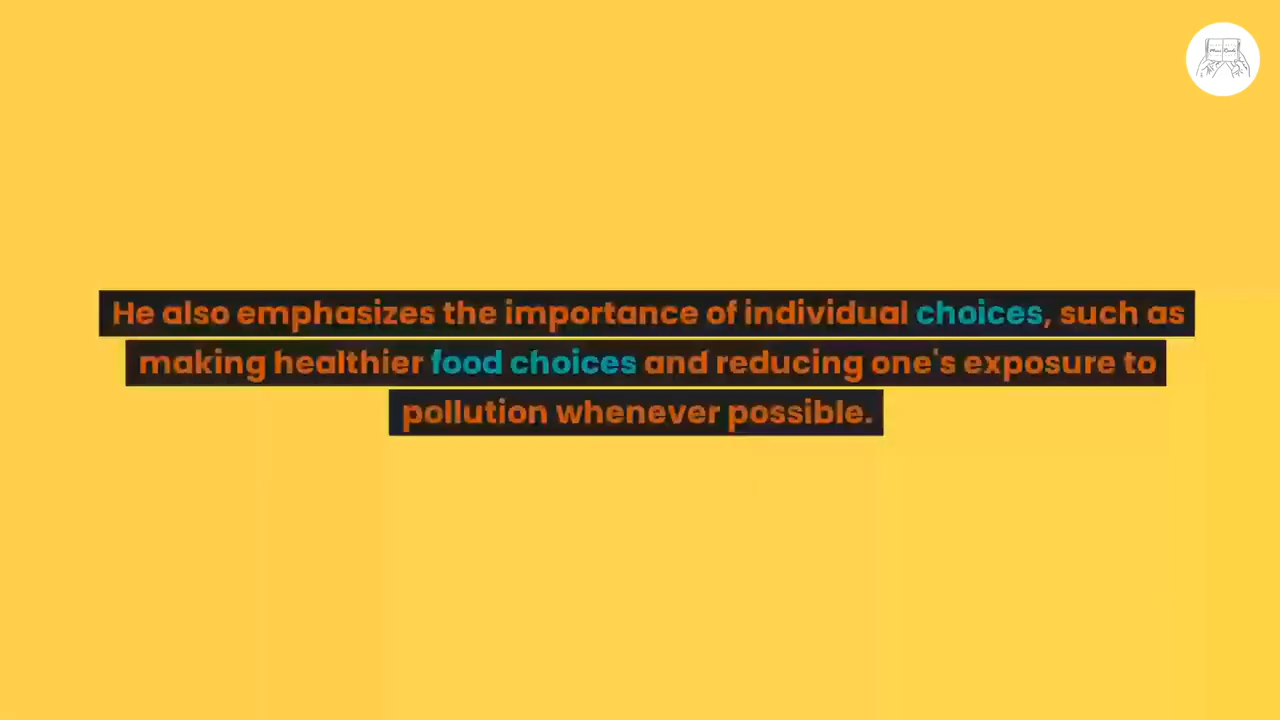 He also emphasizes the importance of individual choices, such as
making healthier food choices and reducing one's exposure to
pollution whenever possible.